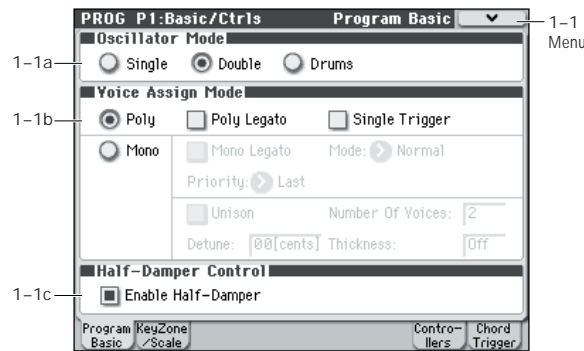 PROG P1:Basic/Ctrls Program Basic
1–1
Menu
Oscillator Mode
1–1a
Single Double Drums
Voice Assign Mode
1–1b
Poly Poly Legato Single Trigger
Mono Mono Legato Mode: Normal
Priority: Last
Unison Number Of Voices: 2
Detune: 00[cents] Thickness: Off
Half-Damper Control
1–1c
Enable Half-Damper
Program Basic KeyZone /Scale Contro- llers Chord Trigger